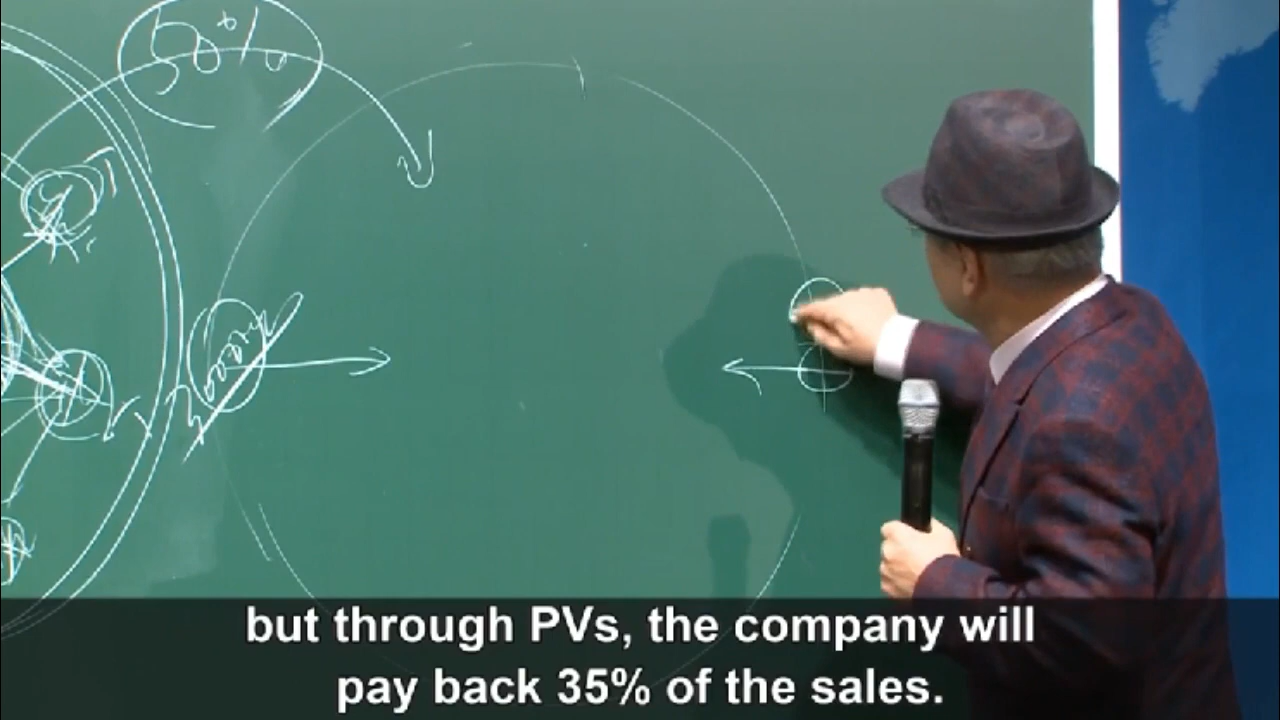 50%
but through PVs, the company will
pay back 35% of the sales.